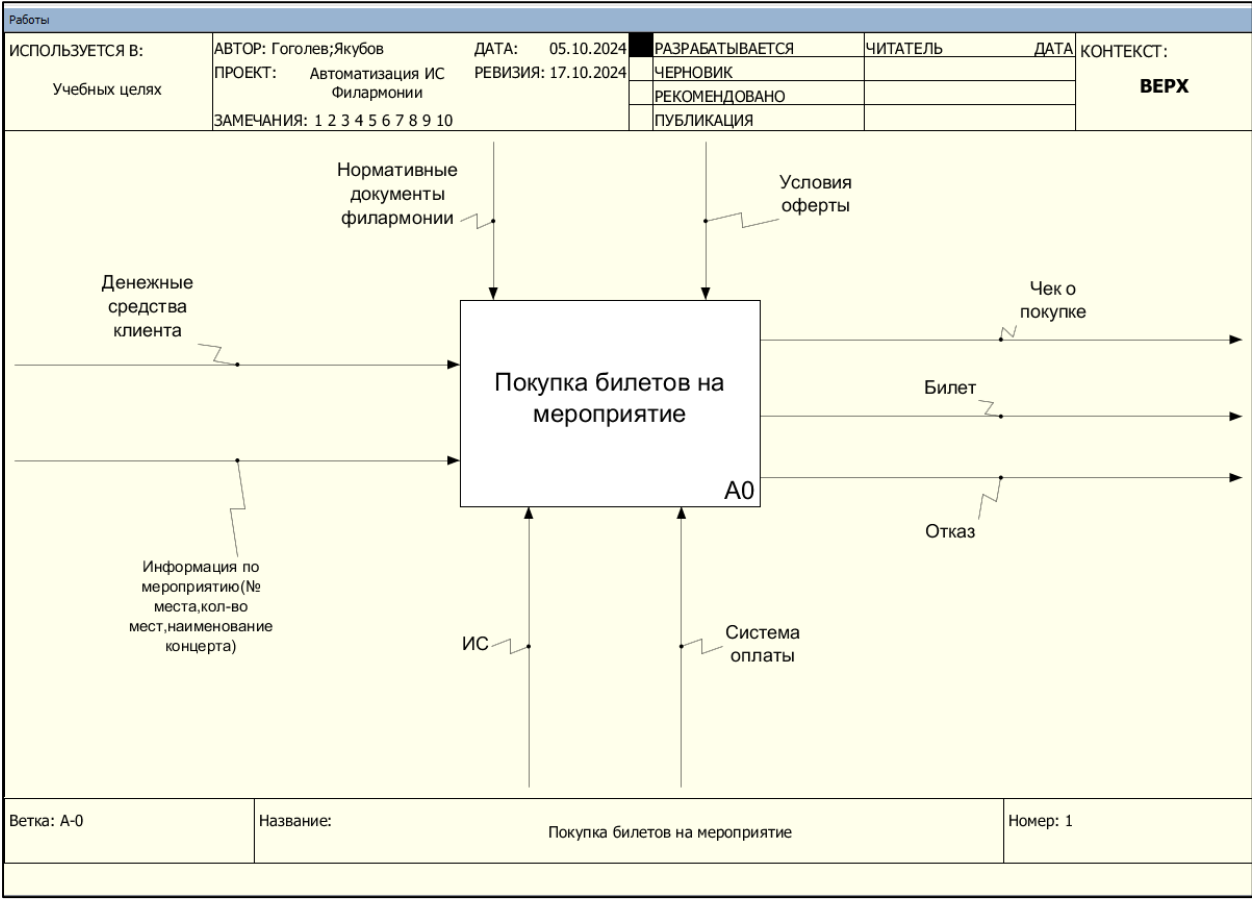 Работы
ИСПОЛЬЗУЕТСЯ В:
Учебных целях
АВТОР: Гоголев;Якубов
ДАТА: 05.10.2024
ПРОЕКТ: Автоматизация ИС
Филармонии
РЕВИЗИЯ: 17.10.2024
ЗАМЕЧАНИЯ: 1 2 3 4 5 6 7 8 9 10
РАЗРАБАТЫВАЕТСЯ
ЧЕРНОВИК
РЕКОМЕНДОВАНО
ПУБЛИКАЦИЯ
ЧИТАТЕЛЬ
ДАТА
КОНТЕКСТ:
ВЕРХ
Нормативные
документы
филармонии
Условия
оферты
Денежные
средства
клиента
Чек о
покупке
Покупка билетов на
мероприятие
A0
Билет
Отказ
Информация по
мероприятию(№
места,кол-во
мест,наименование
концерта)
ИС
Система
оплаты
Ветка: A-0
Название:
Покупка билетов на мероприятие
Номер: 1